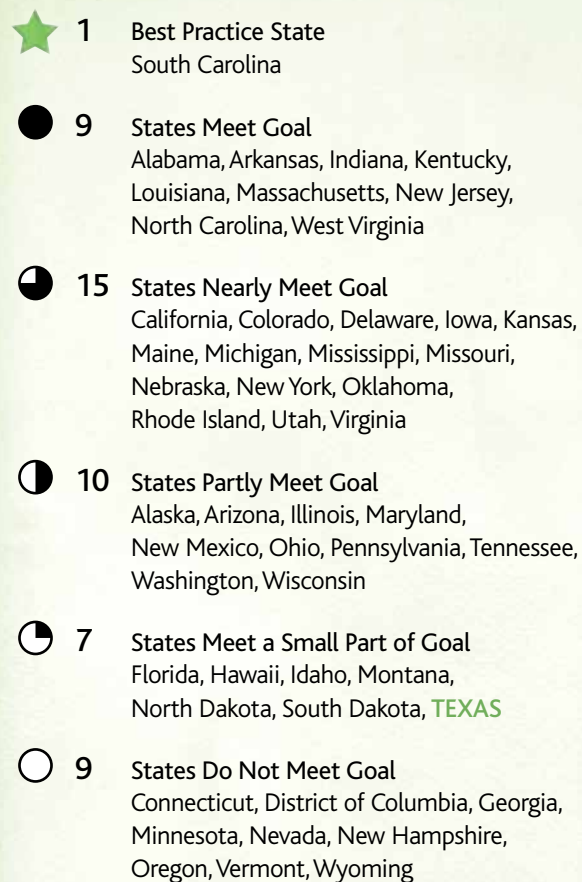 1 Best Practice State
South Carolina
9 States Meet Goal
Alabama, Arkansas, Indiana, Kentucky,
Louisiana, Massachusetts, New Jersey,
North Carolina, West Virginia
15 States Nearly Meet Goal
California, Colorado, Delaware, Iowa, Kansas,
Maine, Michigan, Mississippi, Missouri,
Nebraska, New York, Oklahoma,
Rhode Island, Utah, Virginia
10 States Partly Meet Goal
Alaska, Arizona, Illinois, Maryland,
New Mexico, Ohio, Pennsylvania, Tennessee,
Washington, Wisconsin
7 States Meet a Small Part of Goal
Florida, Hawaii, Idaho, Montana,
North Dakota, South Dakota, TEXAS
9 States Do Not Meet Goal
Connecticut, District of Columbia, Georgia,
Minnesota, Nevada, New Hampshire,
Oregon, Vermont, Wyoming